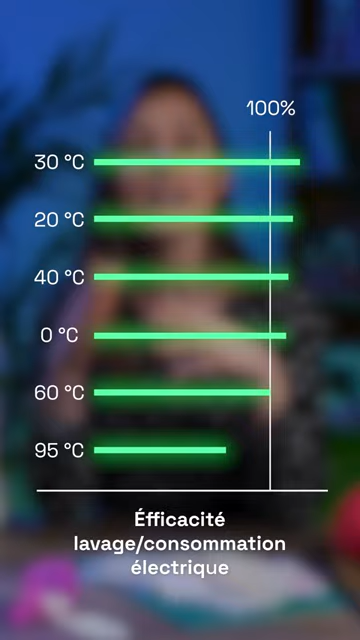 100%
30 °C
20 °C
40 °C
0 °C
60 °C
95 °C
Éfficacité
lavage/consommation
électrique